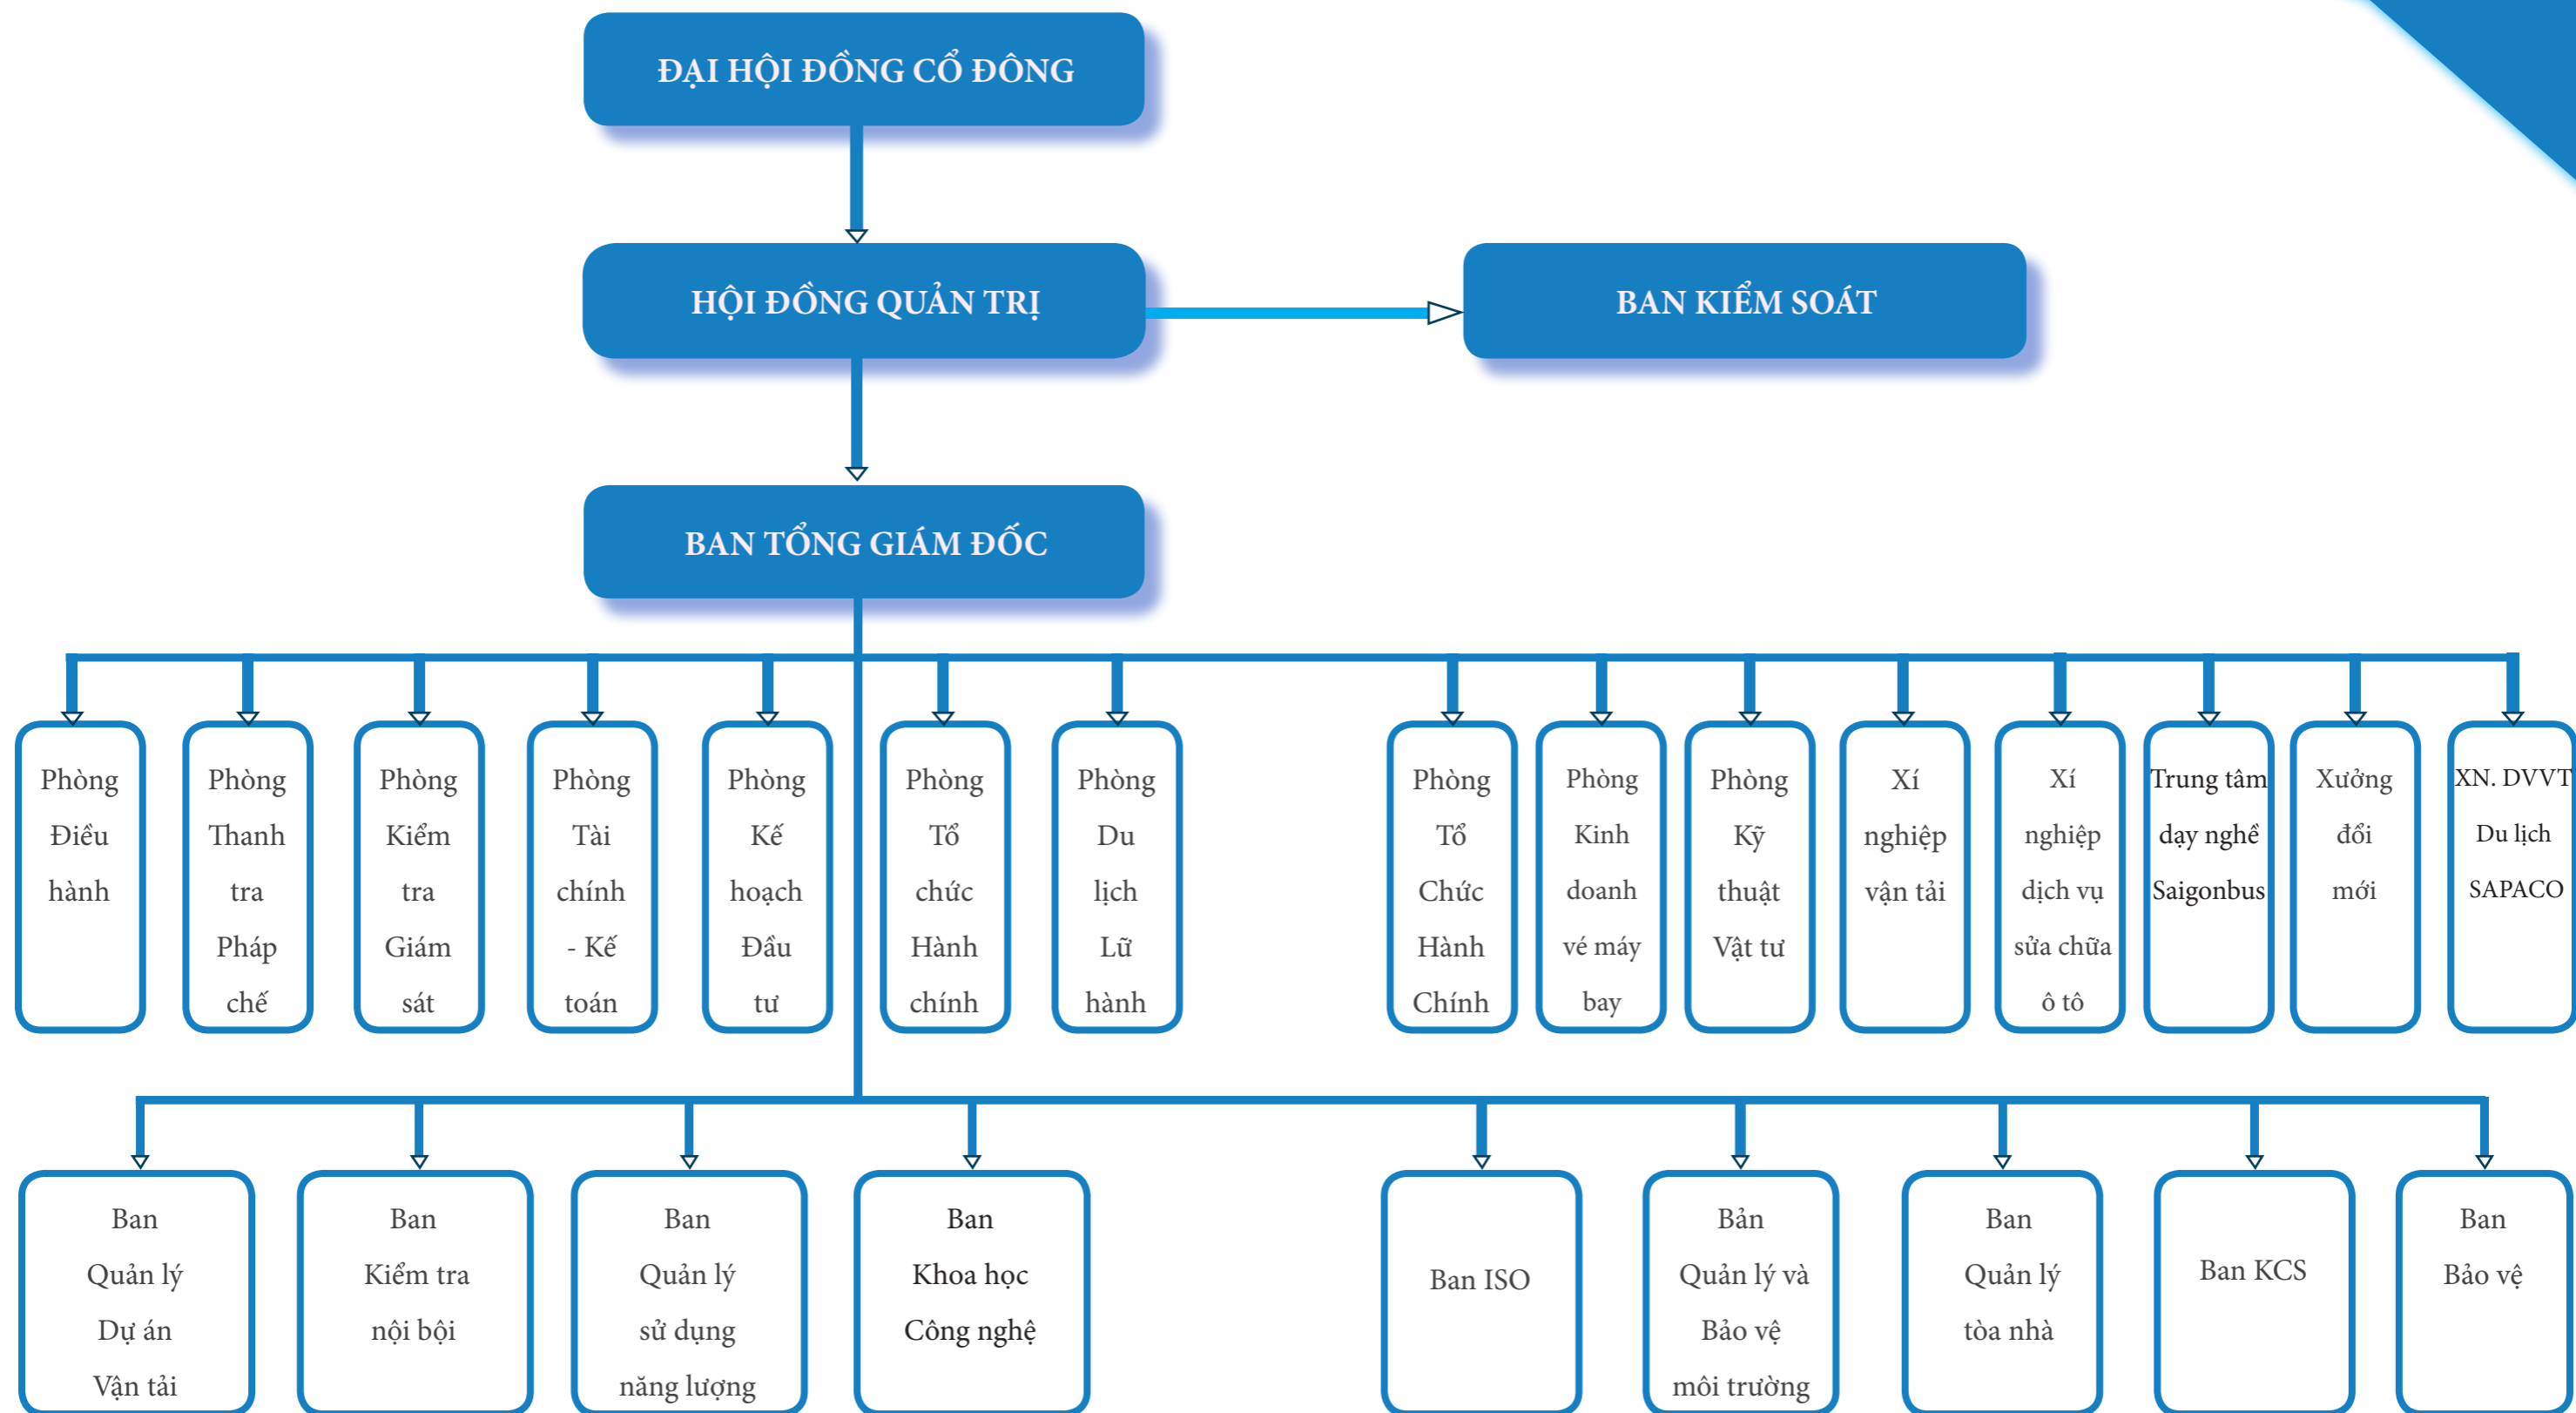 ĐẠI HỘI ĐỒNG CỔ ĐÔNG
HỘI ĐỒNG QUẢN TRỊ
BAN KIỂM SOÁT
BAN TỔNG GIÁM ĐỐC
Phòng
Điều
hành
Phòng
Thanh
tra
Pháp
chế
Phòng
Kiểm
tra
Giám
sát
Phòng
Tài
chính
- Kế
toán
Phòng
Kế
hoạch
Đầu
tư
Phòng
Tổ
chức
Hành
chính
Phòng
Du
lịch
Lữ
hành
Phòng
Tổ
Chức
Hành
Chính
Phòng
Kinh
doanh
vé máy
bay
Phòng
Kỹ
thuật
Vật tư
Xí
nghiệp
vận tải
Xí
nghiệp
dịch vụ
sửa chữa
ô tô
Trung tâm
dạy nghề
Saigonbus
Xưởng
đổi
mới
XN. DVVT
Du lịch
SAPACO
Ban
Quản lý
Dự án
Vận tải
Ban
Kiểm tra
nội bội
Ban
Quản lý
sử dụng
năng lượng
Ban
Khoa học
Công nghệ
Ban ISO
Bản
Quản lý và
Bảo vệ
môi trường
Ban
Quản lý
tòa nhà
Ban KCS
Ban
Bảo vệ